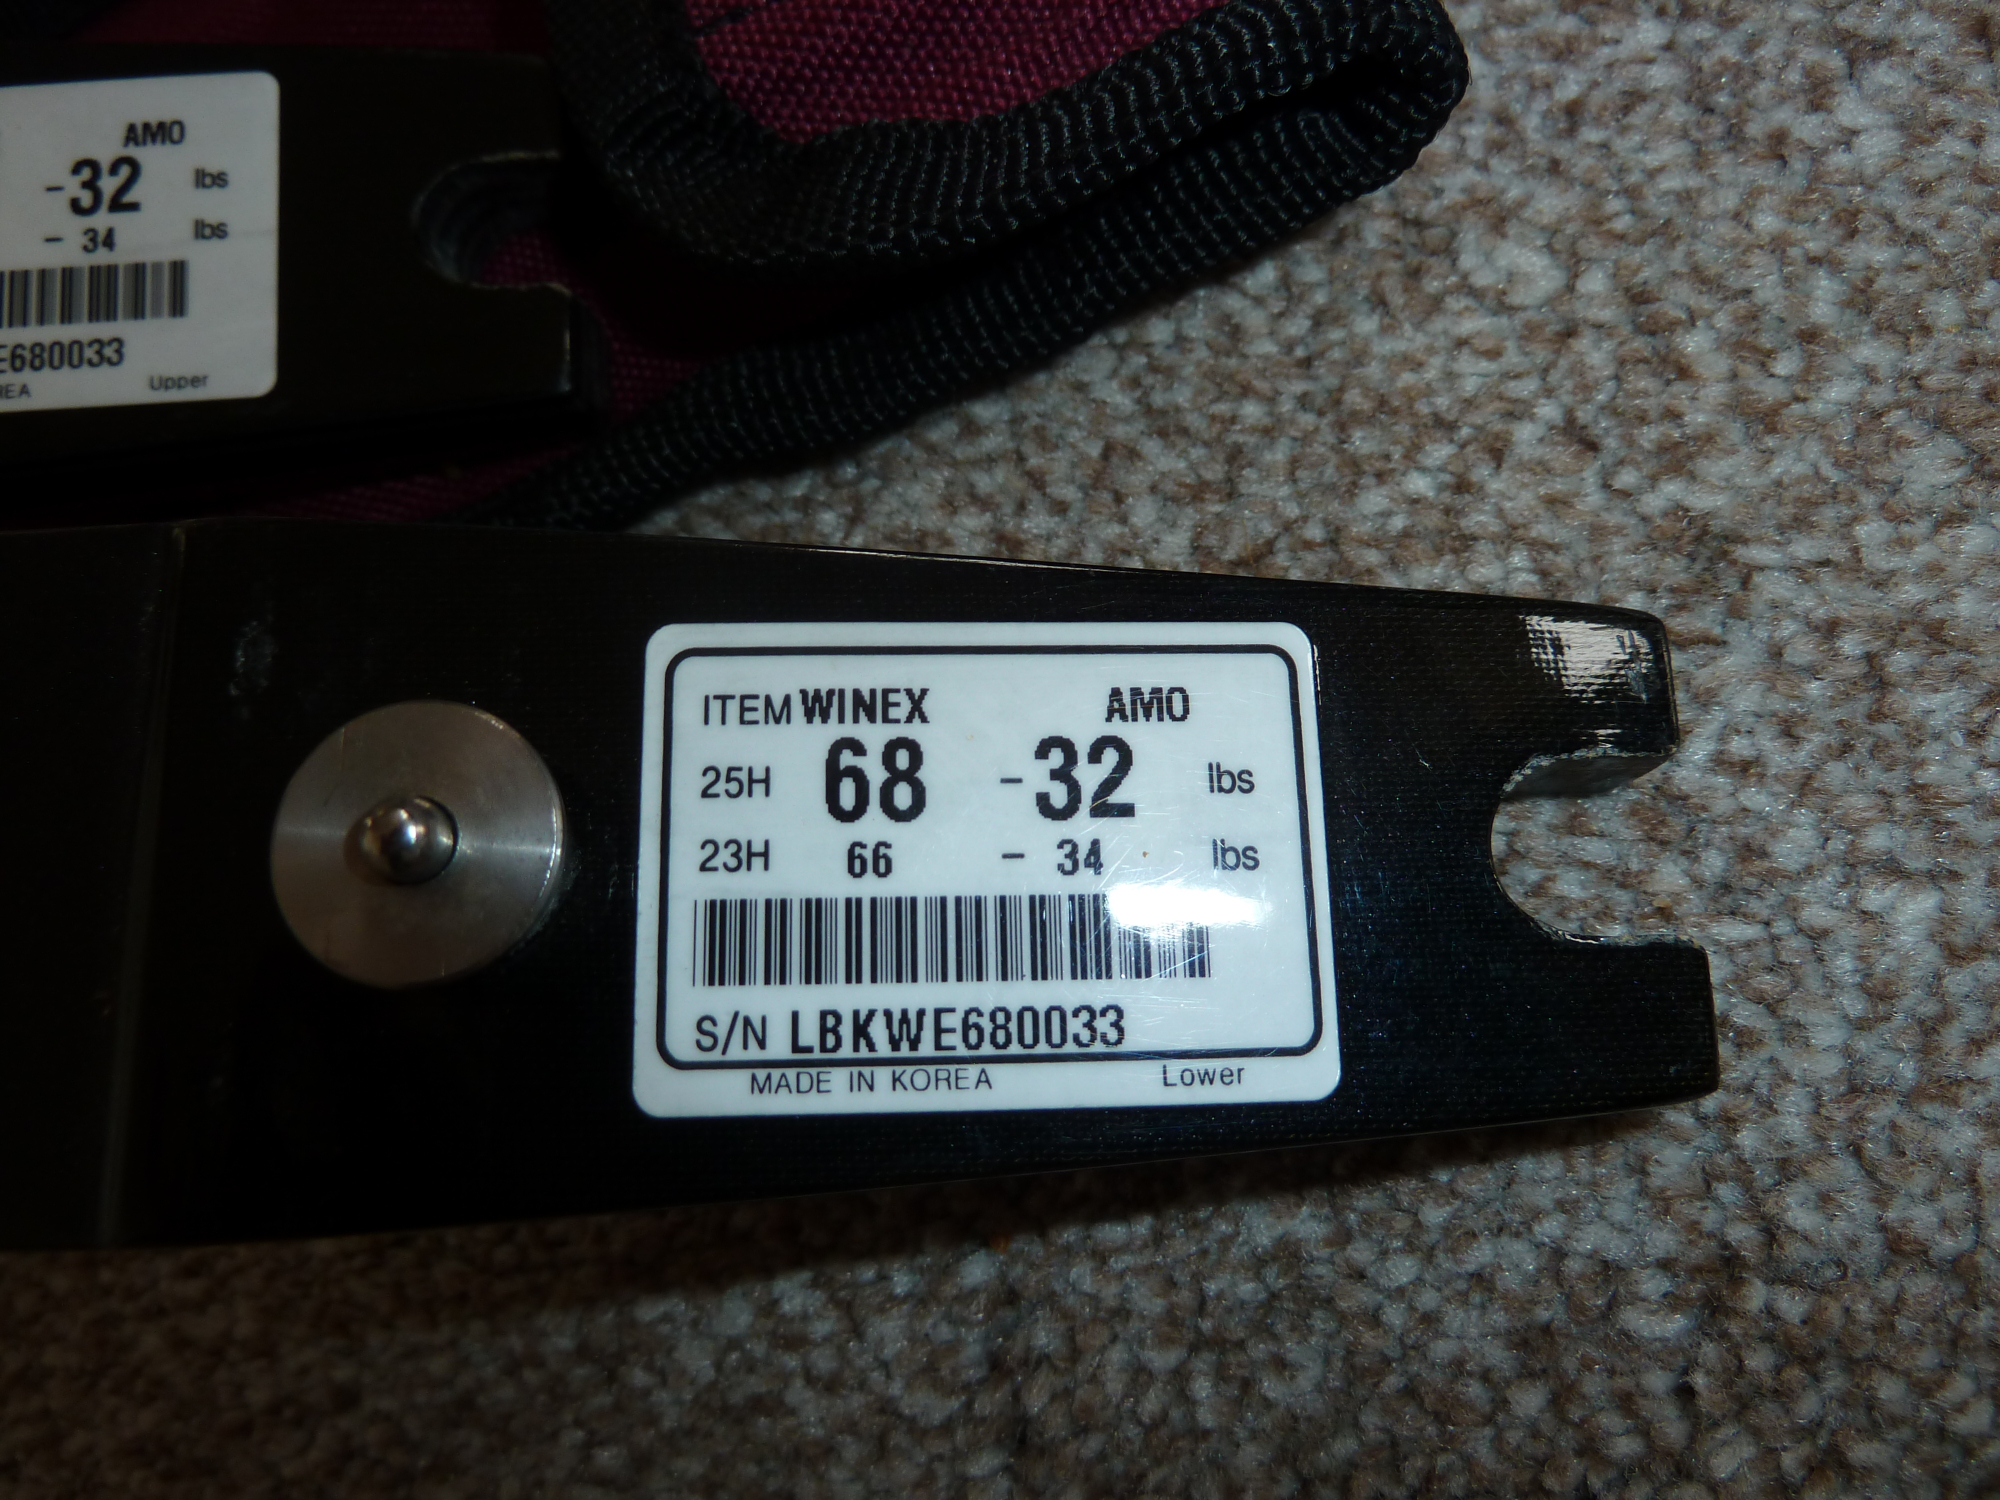 AMO
-32 lbs
- 34 lbs
E680033
REA Upper
ITEM WINEX AMO
25H 68 -32 lbs
23H 66 - 34 lbs
S/N LBKWE680033
MADE IN KOREA Lower